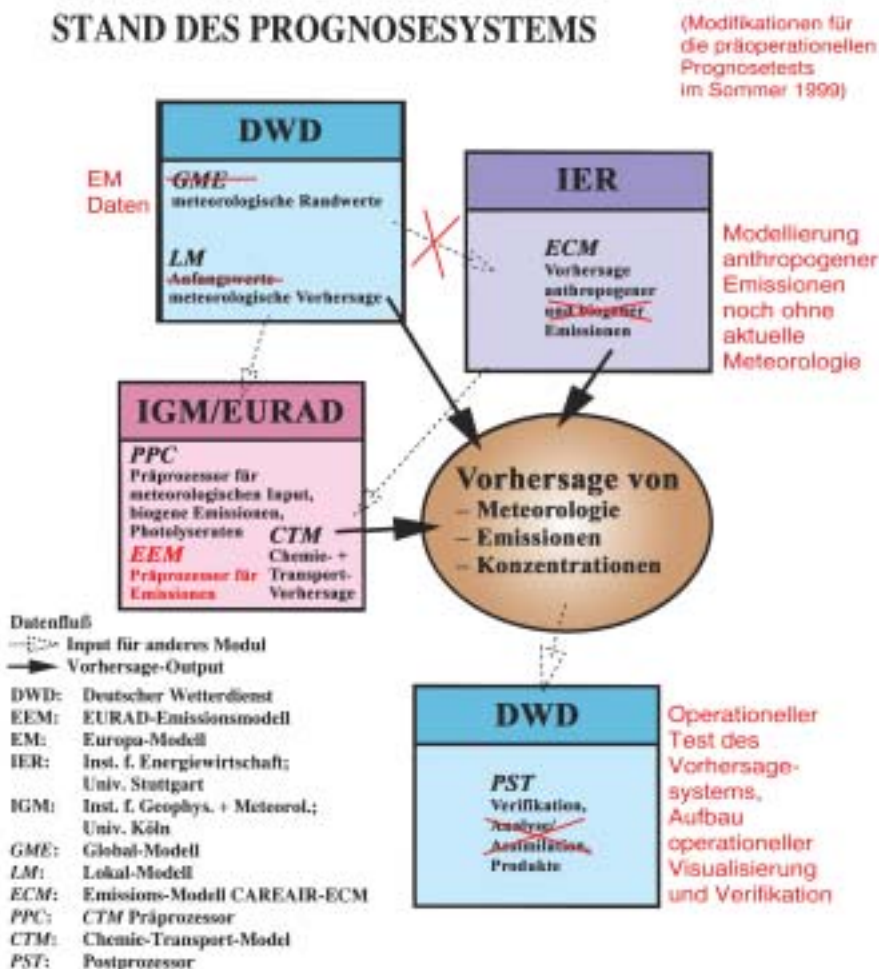 STAND DES PROGNOSESYSTEMS
(Modifikationen für
die präoperationellen
Prognosetests
im Sommer 1999)
DWD
EM
Daten
GME
meteorologische Randwerte
LM
Anfangswerte
meteorologische Vorhersage
IER
ECM
Vorhersage
anthropogener
und biogener
Emissionen
Modellierung
anthropogener
Emissionen
noch ohne
aktuelle
Meteorologie
IGM/EURAD
PPC
Präprozessor für
meteorologischen Input,
biogene Emissionen,
Photolyseraten
EEM
Präprozessor für
Emissionen
CTM
Chemie- +
Transport-
Vorhersage
Vorhersage von
– Meteorologie
– Emissionen
– Konzentrationen
Datenfluß
Input für anderes Modul
Vorhersage-Output
DWD: Deutscher Wetterdienst
EEM: EURAD-Emissionsmodell
EM: Europa-Modell
IER: Inst. f. Energiewirtschaft;
Univ. Stuttgart
IGM: Inst. f. Geophys. + Meteorol.;
Univ. Köln
GME: Global-Modell
LM: Lokal-Modell
ECM: Emissions-Modell CAREAIR-ECM
PPC: CTM Präprozessor
CTM: Chemie-Transport-Model
PST: Postprozessor
DWD
PST
Verifikation,
Analyse/
Assimilation,
Produkte
Operationeller
Test des
Vorhersage-
systems,
Aufbau
operationeller
Visualisierung
und Verifikation